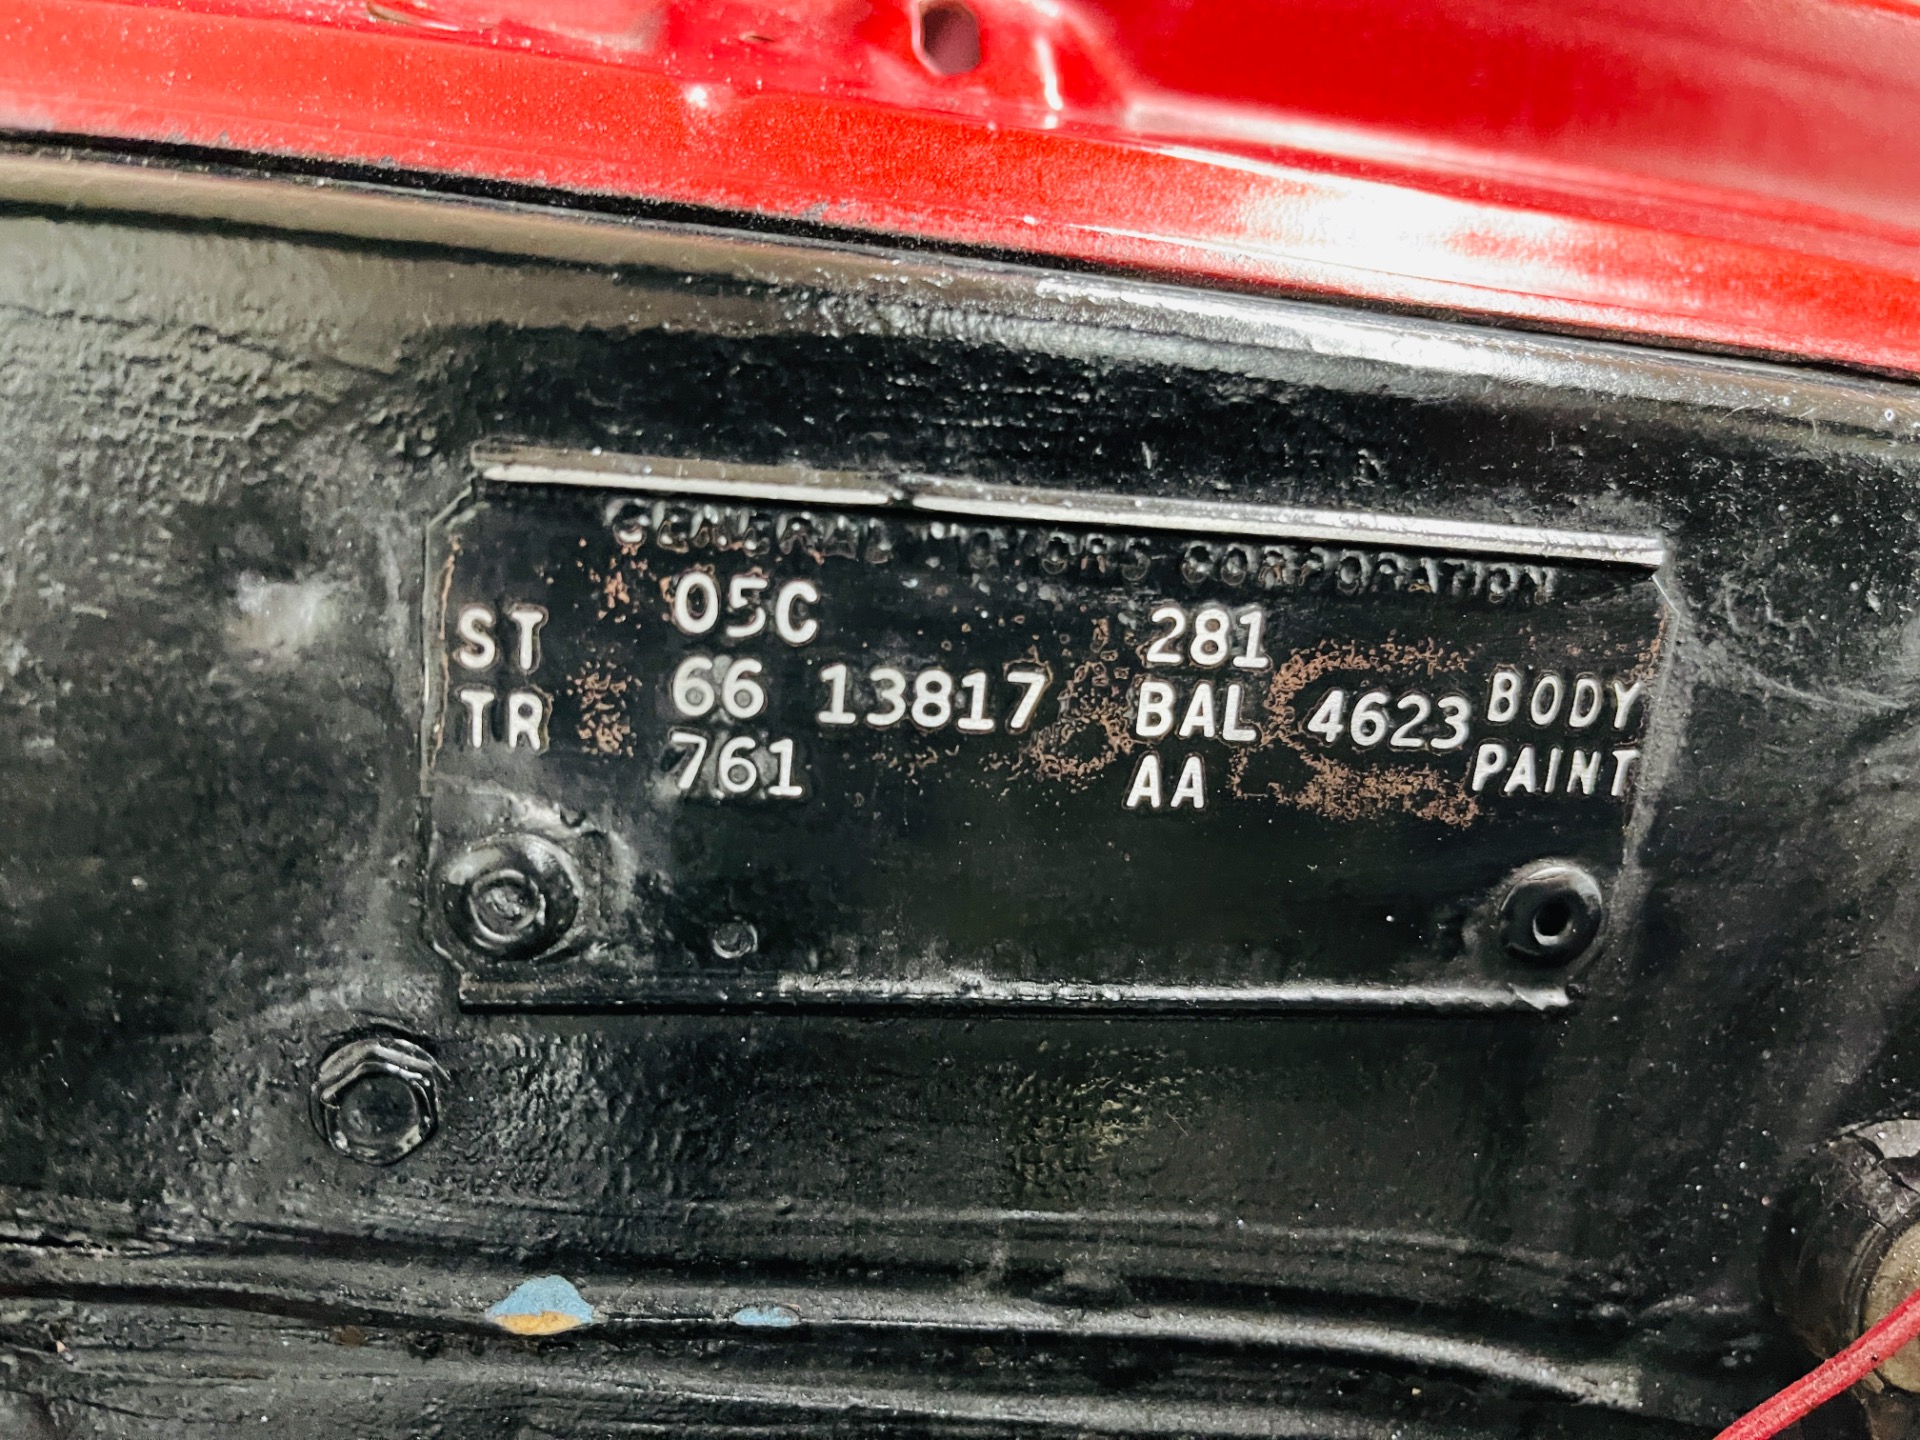 GENERAL MOTORS CORPORATION
05C 281
ST 66 13817 BAL 4623 BODY
TR 761 AA PAINT